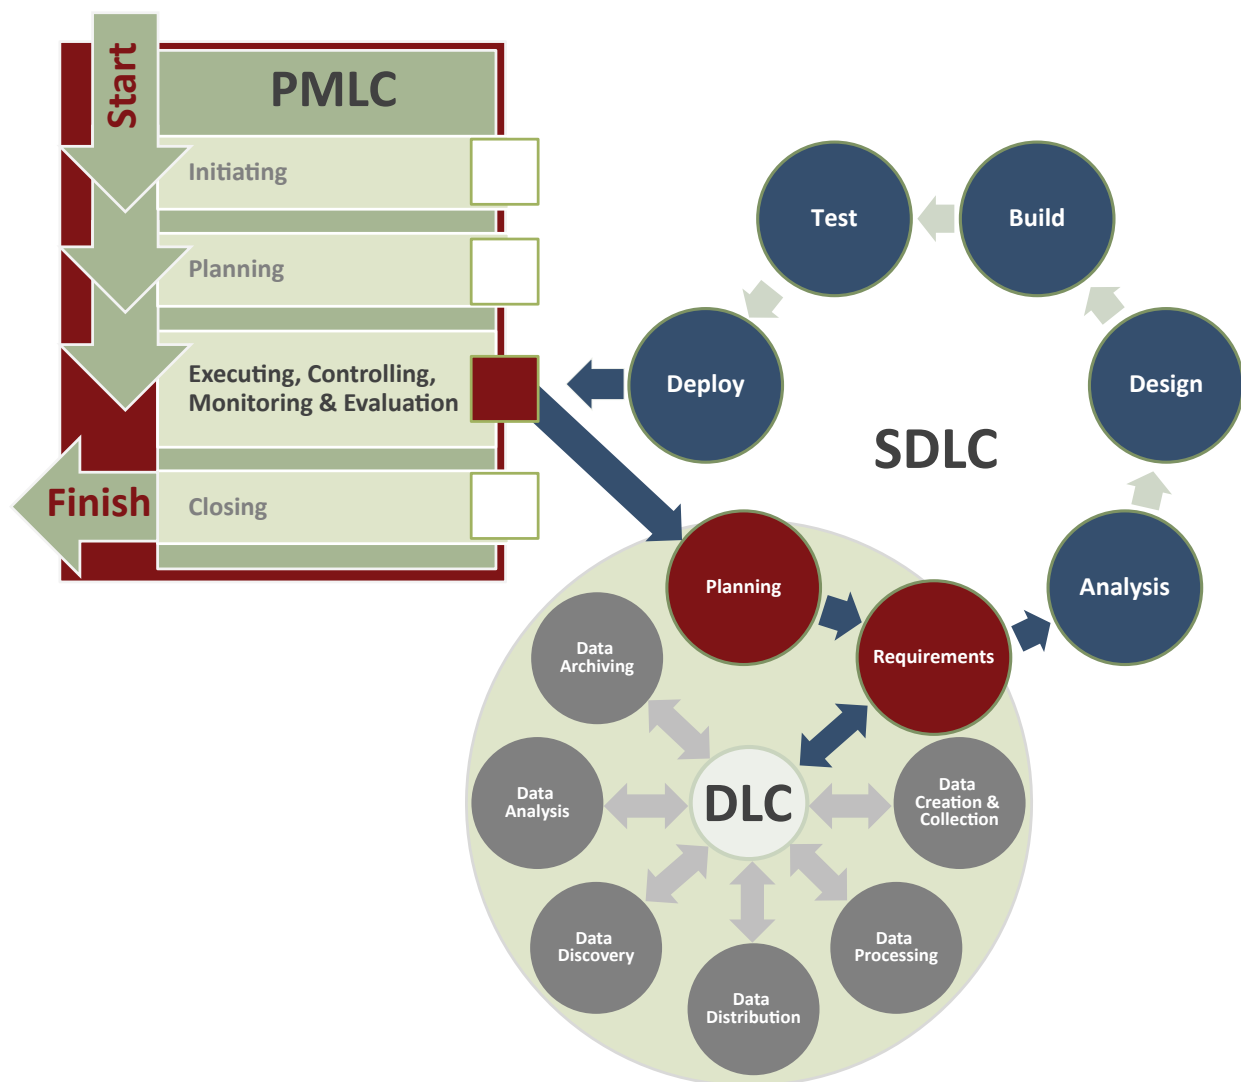 Start
PMLC
Initiating
Planning
Executing, Controlling,
Monitoring & Evaluation
Closing
Finish
Test
Build
Deploy
Design
SDLC
Analysis
Planning
Requirements
Data
Archiving
Data
Analysis
DLC
Data
Creation &
Collection
Data
Discovery
Data
Processing
Data
Distribution